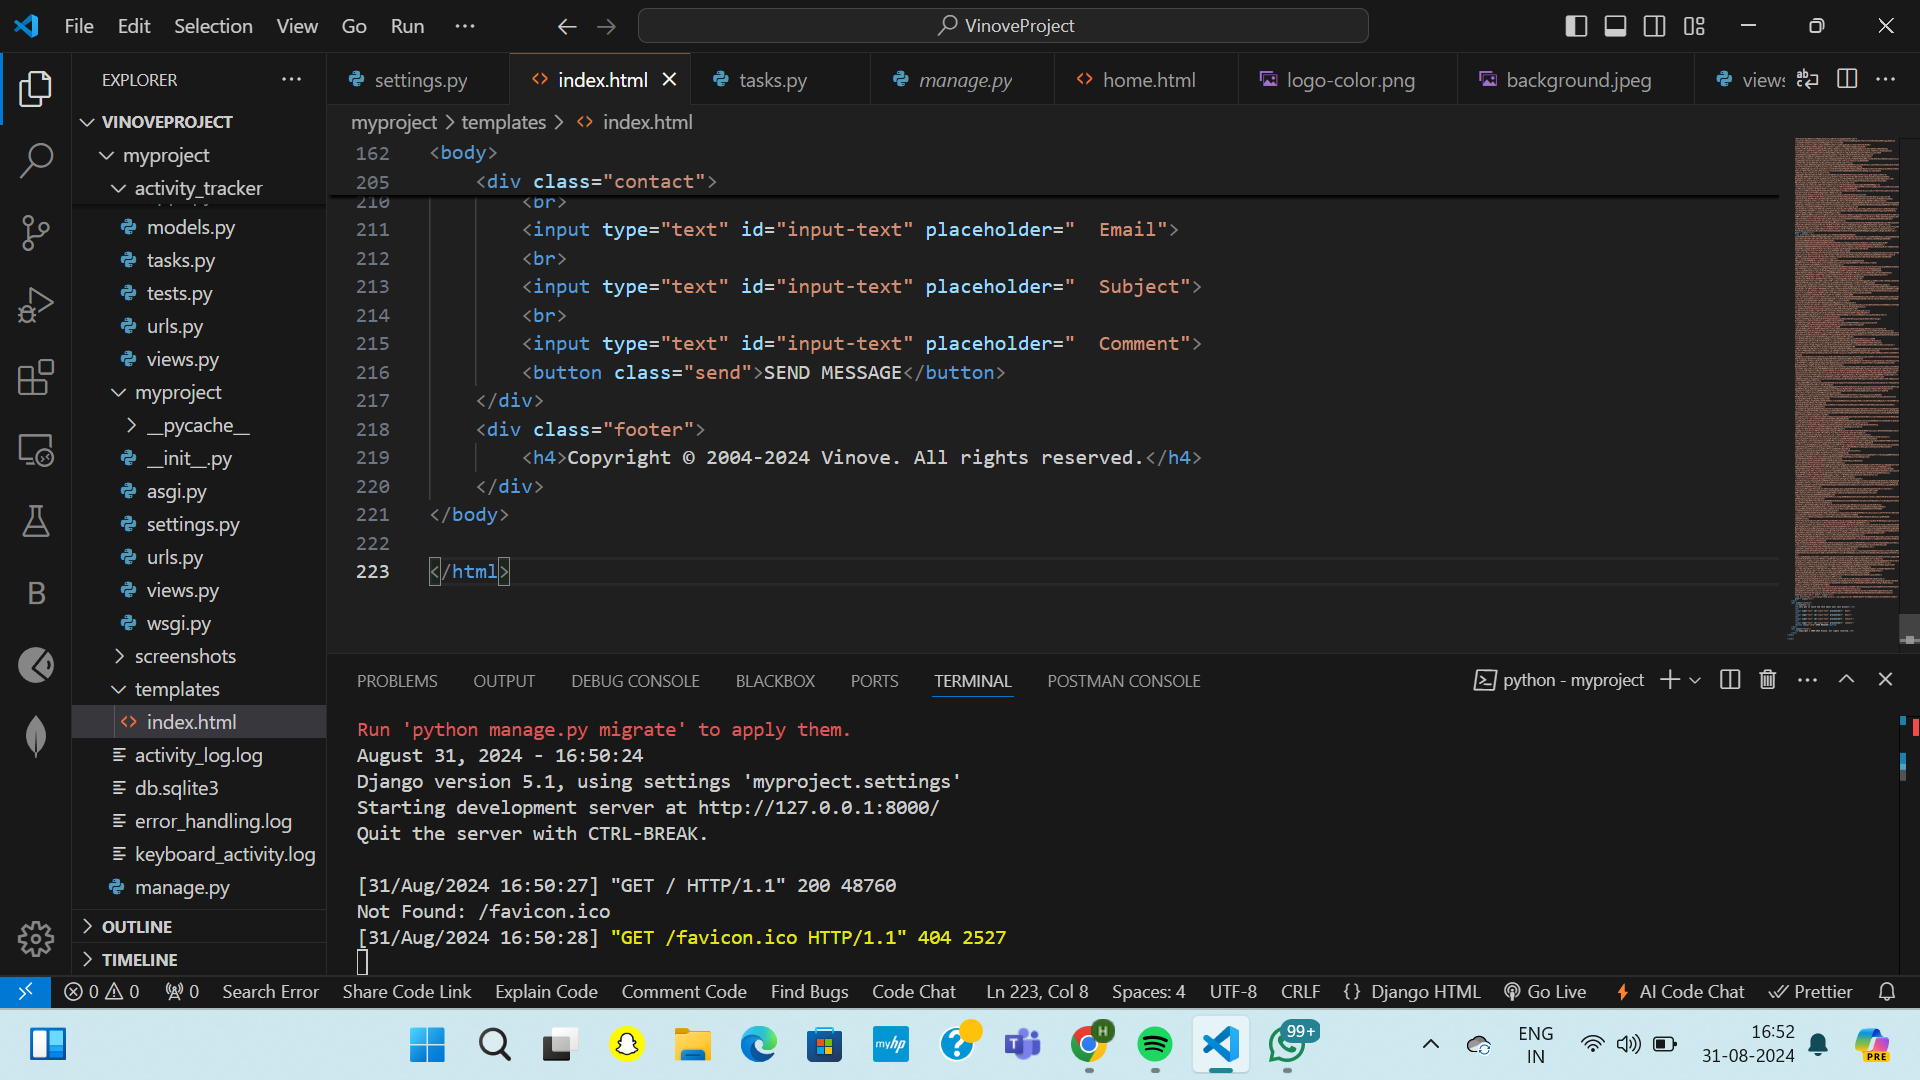 File Edit Selection View Go Run ··· VinoveProject
EXPLORER
settings.py index.html tasks.py manage.py home.html logo-color.png background.jpeg views
VINOVEPROJECT
myproject
activity_tracker
models.py
tasks.py
tests.py
urls.py
views.py
myproject
__pycache__
__init__.py
asgi.py
settings.py
urls.py
views.py
wsgi.py
screenshots
templates
index.html
activity_log.log
db.sqlite3
error_handling.log
keyboard_activity.log
manage.py
OUTLINE
TIMELINE
myproject > templates > index.html
162 <body>
205 <div class="contact">
210 <br>
211 <input type="text" id="input-text" placeholder="  Email">
212 <br>
213 <input type="text" id="input-text" placeholder="  Subject">
214 <br>
215 <input type="text" id="input-text" placeholder="  Comment">
216 <button class="send">SEND MESSAGE</button>
217 </div>
218 <div class="footer">
219 <h4>Copyright © 2004-2024 Vinove. All rights reserved.</h4>
220 </div>
221 </body>
222
223 </html>
PROBLEMS OUTPUT DEBUG CONSOLE BLACKBOX PORTS TERMINAL POSTMAN CONSOLE python - myproject
Run 'python manage.py migrate' to apply them.
August 31, 2024 - 16:50:24
Django version 5.1, using settings 'myproject.settings'
Starting development server at http://127.0.0.1:8000/
Quit the server with CTRL-BREAK.
[31/Aug/2024 16:50:27] "GET / HTTP/1.1" 200 48760
Not Found: /favicon.ico
[31/Aug/2024 16:50:28] "GET /favicon.ico HTTP/1.1" 404 2527
0 0 0 Search Error Share Code Link Explain Code Comment Code Find Bugs Code Chat Ln 223, Col 8 Spaces: 4 UTF-8 CRLF {} Django HTML Go Live AI Code Chat Prettier
myhp H 99+ ENG IN 16:52 31-08-2024 PRE